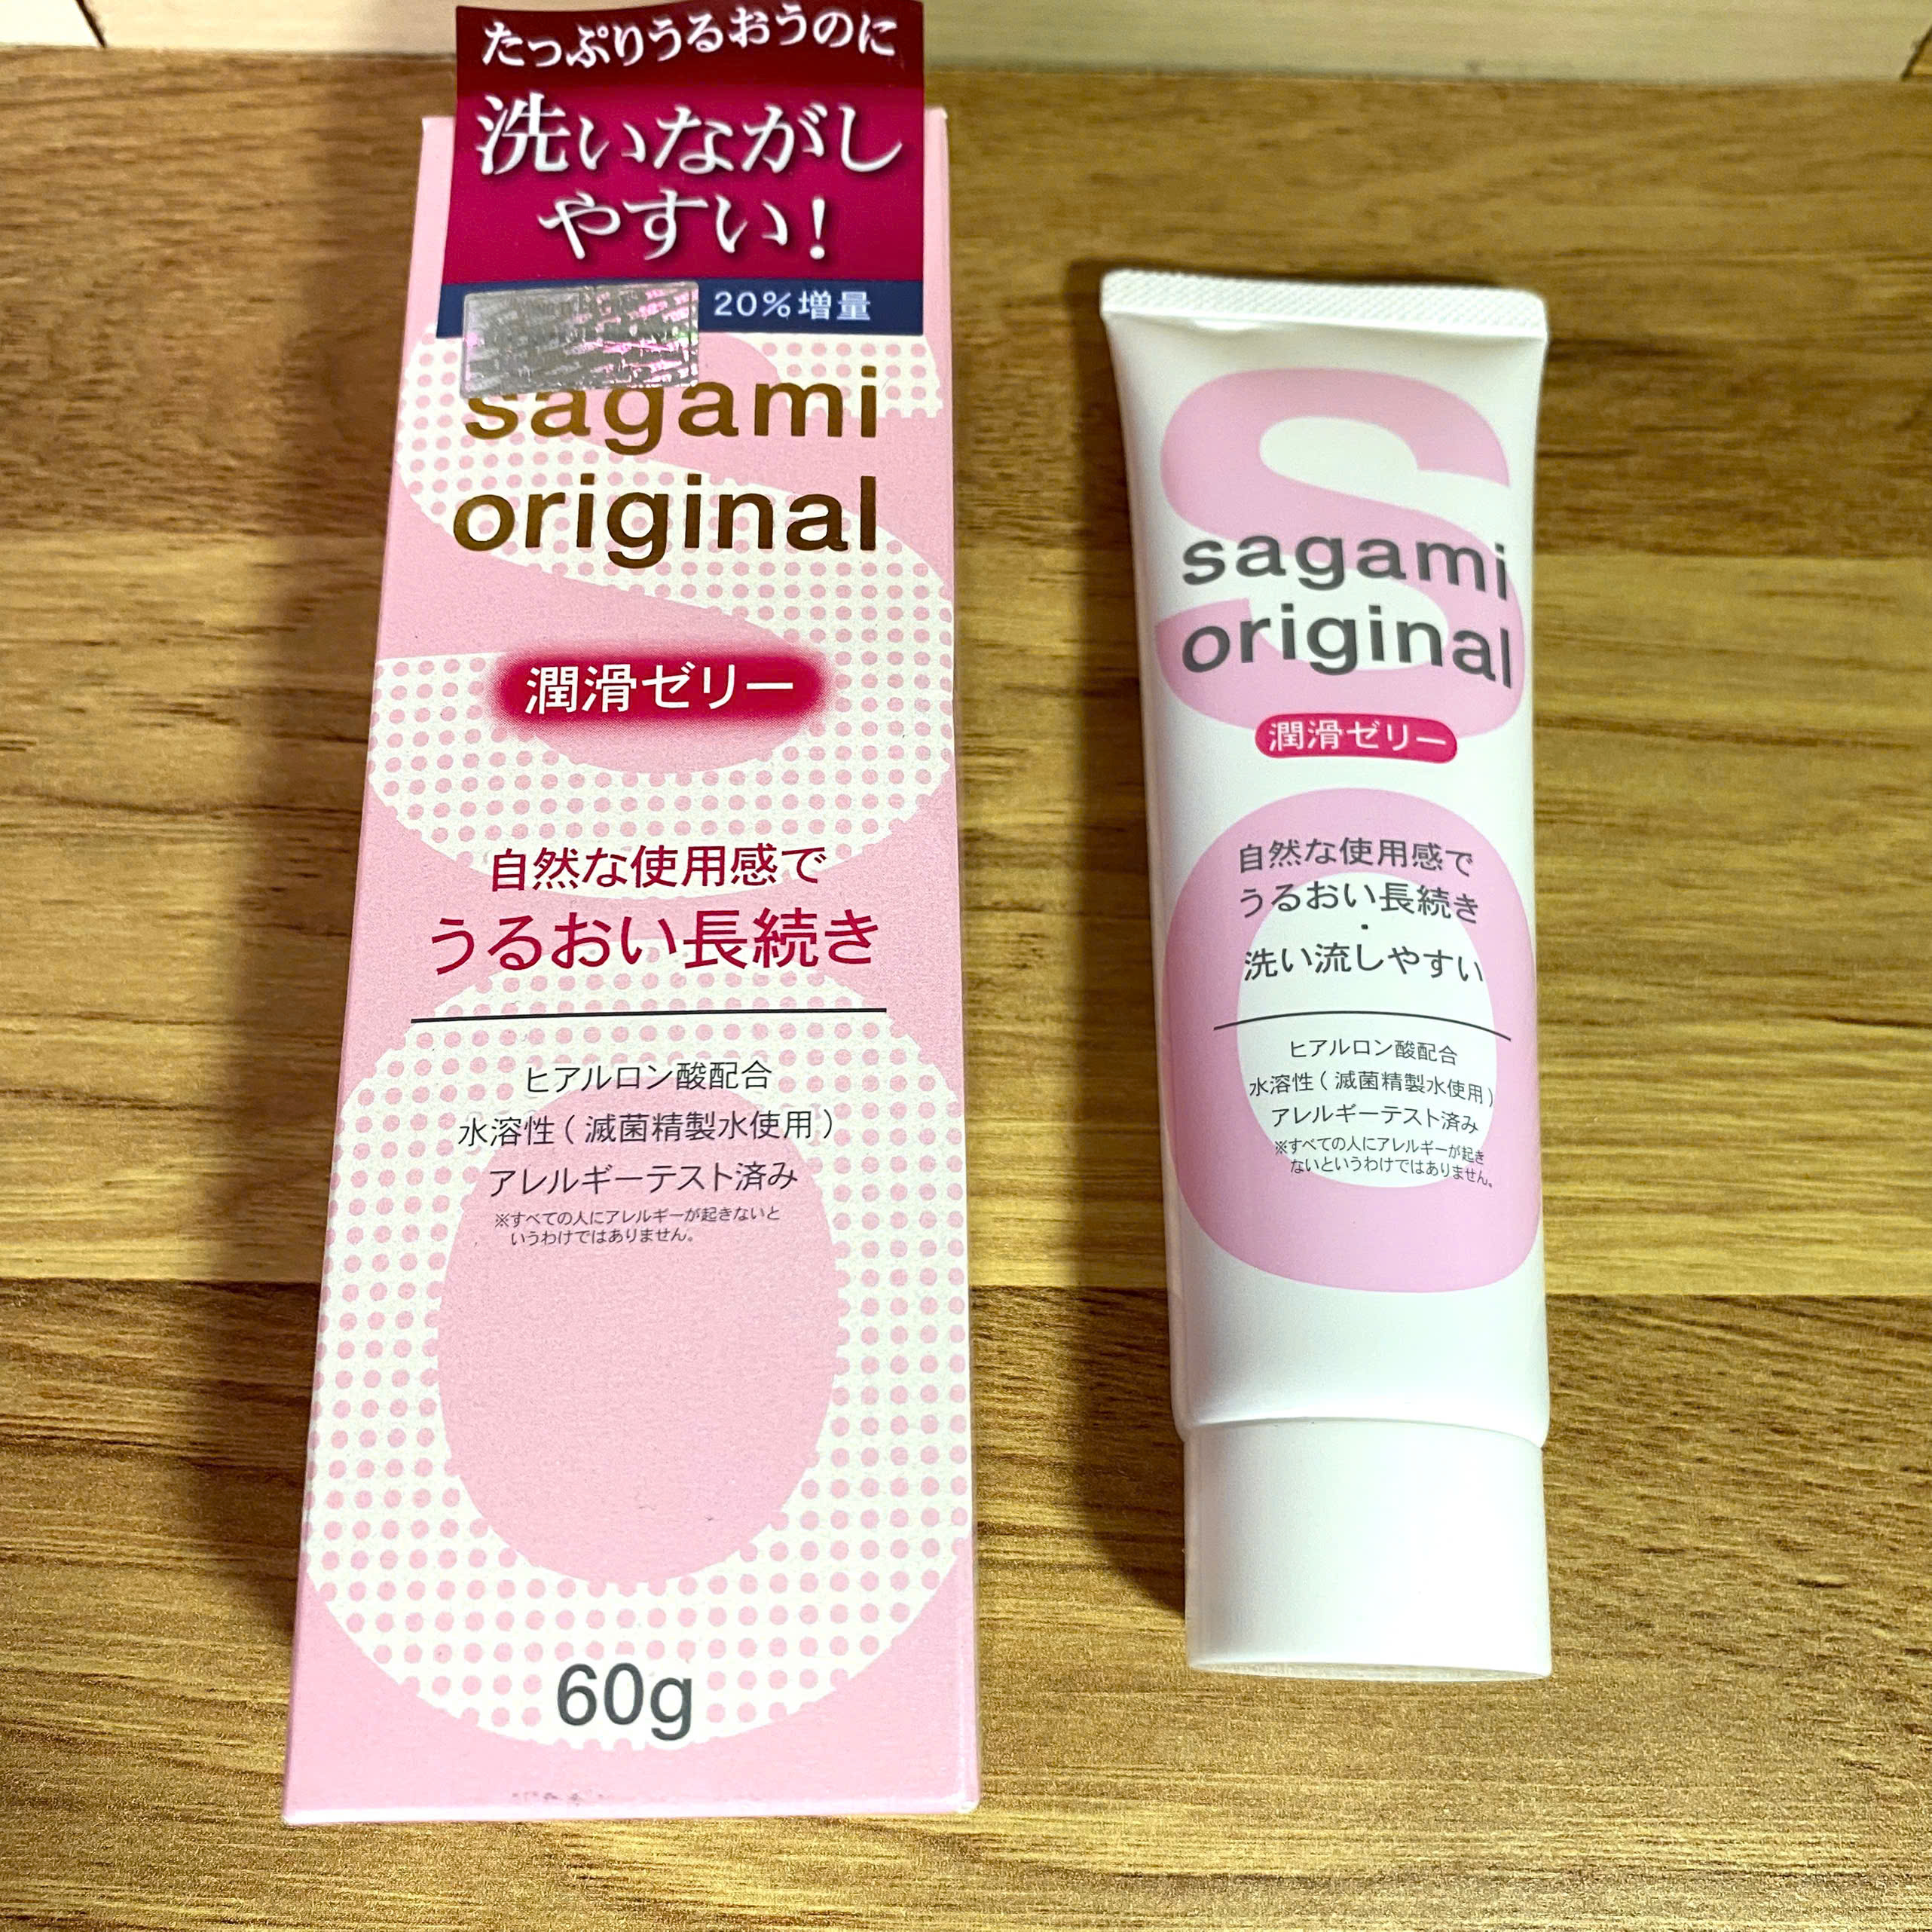 たっぷりうるおうのに
洗いながし
やすい!
20%増量
sagami
original
潤滑ゼリー
自然な使用感で
うるおい長続き
ヒアルロン酸配合
水溶性(滅菌精製水使用)
アレルギーテスト済み
※すべての人にアレルギーが起きないと
いうわけではありません。
60g
sagami
original
潤滑ゼリー
自然な使用感で
うるおい長続き
・
洗い流しやすい
ヒアルロン酸配合
水溶性(滅菌精製水使用)
アレルギーテスト済み
※すべての人にアレルギーが起き
ないというわけではありません。